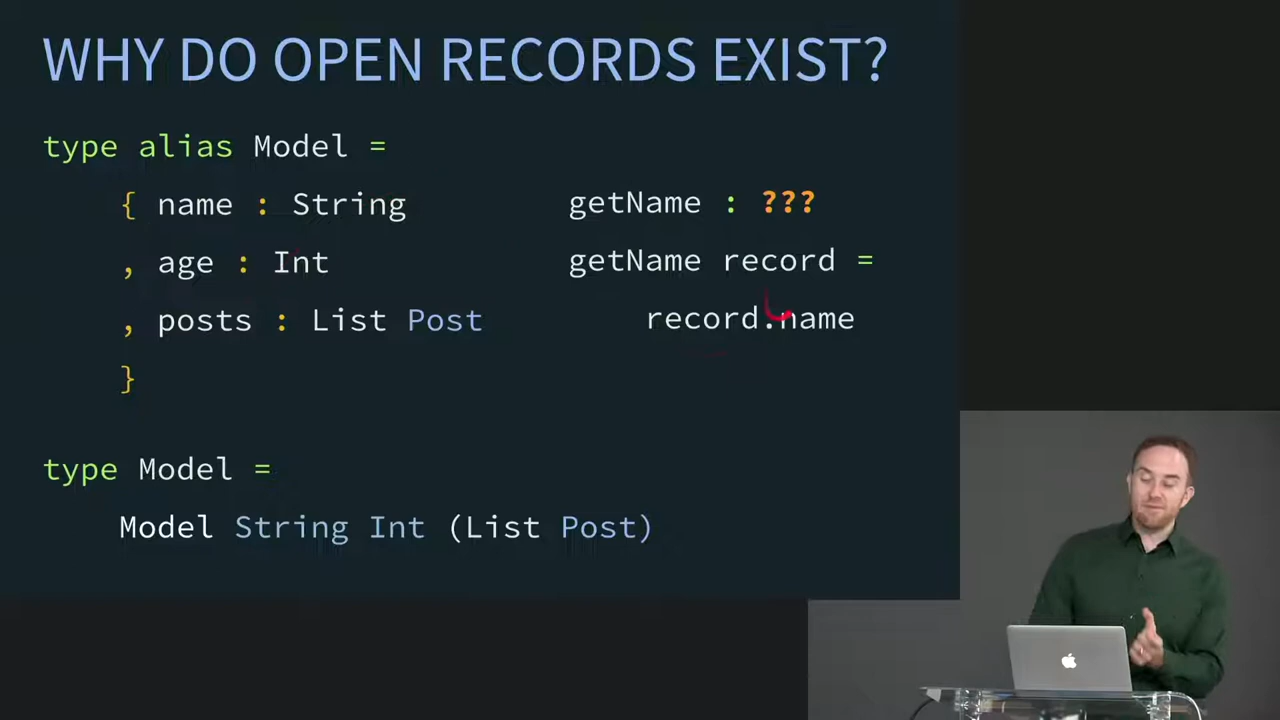 WHY DO OPEN RECORDS EXIST?
type alias Model =
{ name : String
, age : Int
, posts : List Post
}
getName : ???
getName record =
record.name
type Model =
Model String Int (List Post)